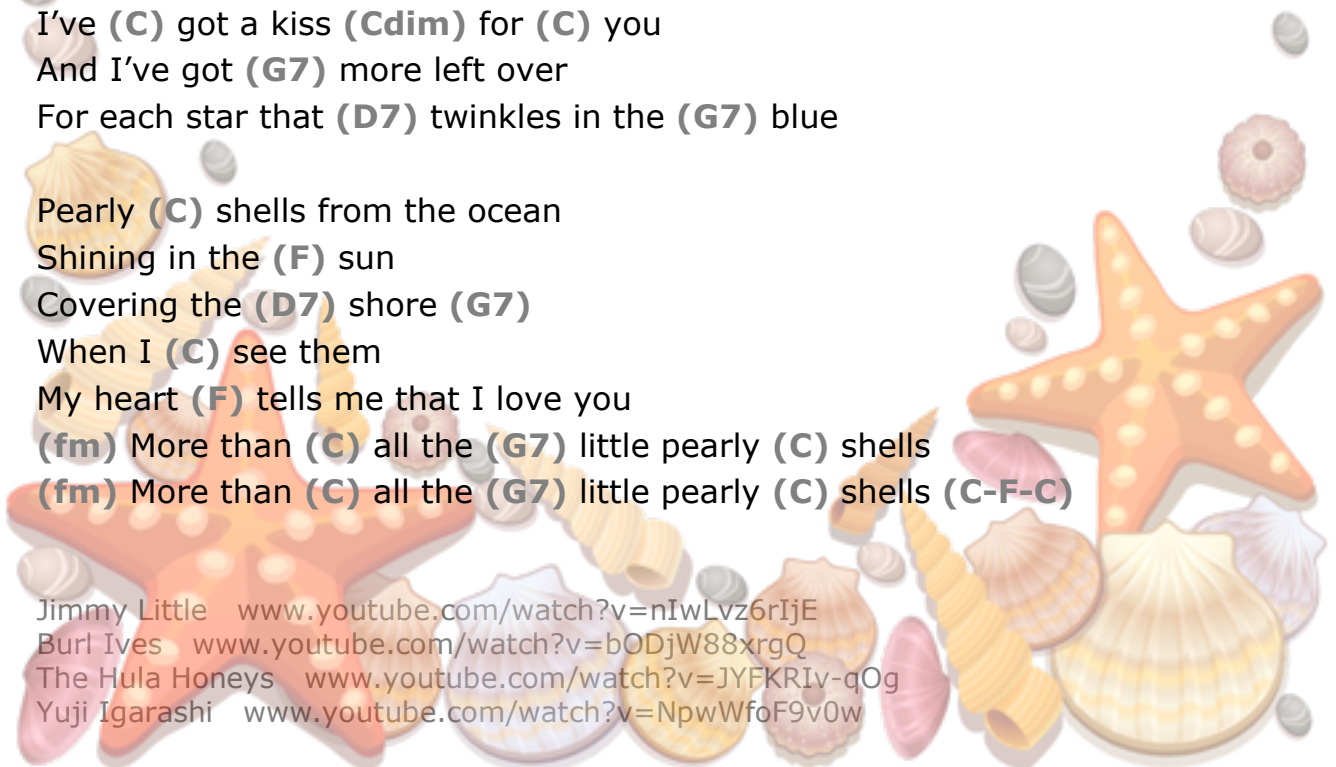 I’ve (C) got a kiss (Cdim) for (C) you
And I’ve got (G7) more left over
For each star that (D7) twinkles in the (G7) blue
Pearly (C) shells from the ocean
Shining in the (F) sun
Covering the (D7) shore (G7)
When I (C) see them
My heart (F) tells me that I love you
(fm) More than (C) all the (G7) little pearly (C) shells
(fm) More than (C) all the (G7) little pearly (C) shells (C-F-C)
Jimmy Little www.youtube.com/watch?v=nIwLvz6rIjE
Burl Ives www.youtube.com/watch?v=bODjW88xrgQ
The Hula Honeys www.youtube.com/watch?v=JYFKRIv-qOg
Yuji Igarashi www.youtube.com/watch?v=NpwWfoF9v0w